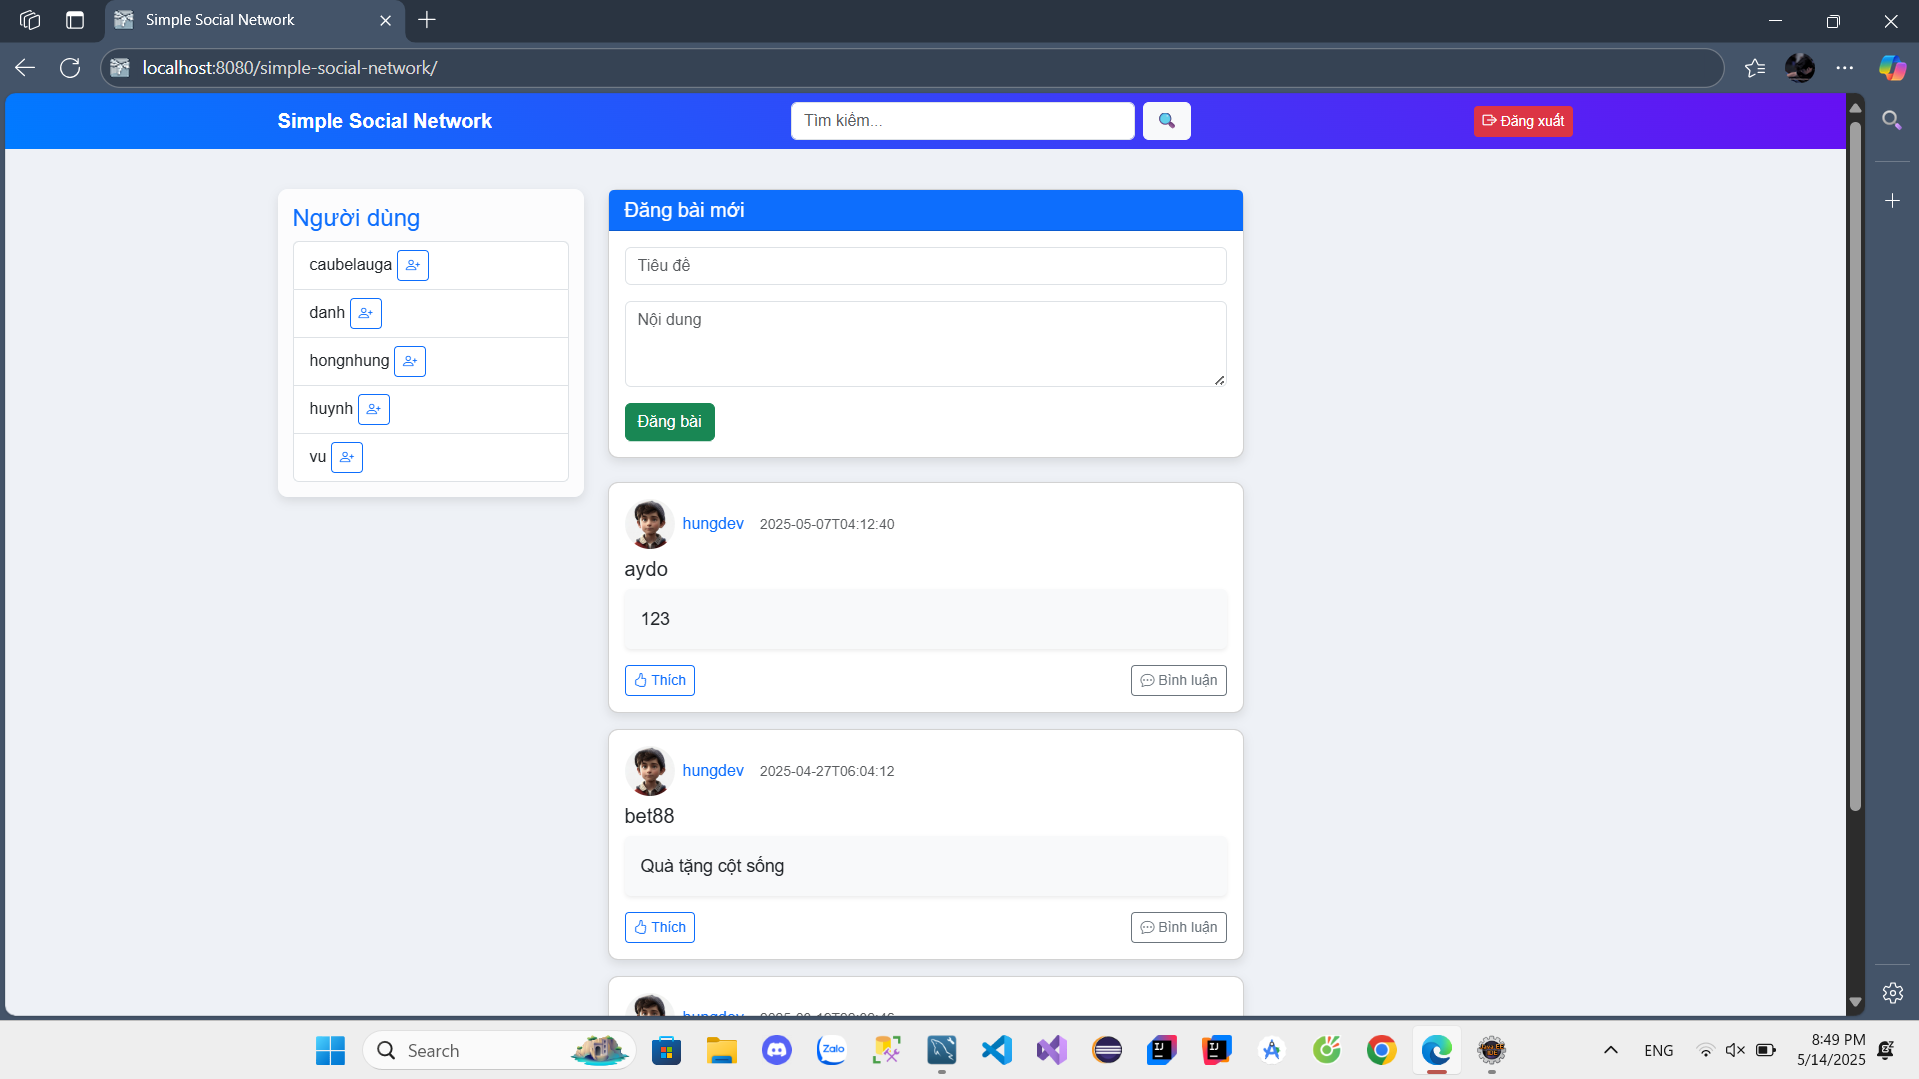 Simple Social Network
localhost:8080/simple-social-network/
Simple Social Network
Tìm kiếm...
Đăng xuất
Người dùng
caubelauga
danh
hongnhung
huynh
vu
Đăng bài mới
Tiêu đề
Nội dung
Đăng bài
hungdev 2025-05-07T04:12:40
aydo
123
Thích
Bình luận
hungdev 2025-04-27T06:04:12
bet88
Quà tặng cột sống
Thích
Bình luận
hungdev
Search
Zalo
ENG
8:49 PM
5/14/2025